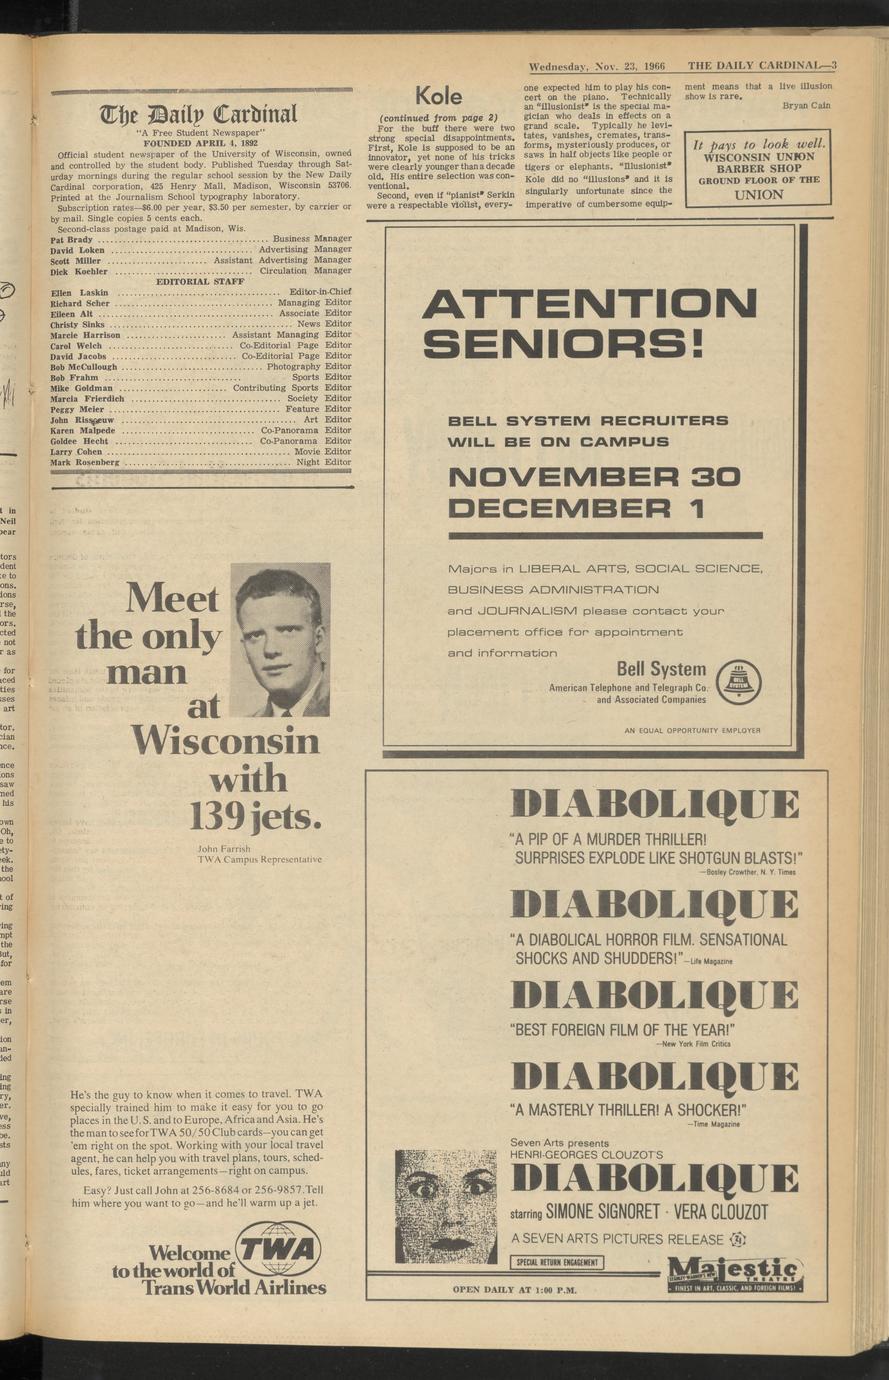 Wednesday, Nov. 23, 1966 THE DAILY CARDINAL—3
The Daily Cardinal
"A Free Student Newspaper"
FOUNDED APRIL 4, 1892
Official student newspaper of the University of Wisconsin, owned
and controlled by the student body. Published Tuesday through Sat-
urday mornings during the regular school session by the New Daily
Cardinal corporation, 425 Henry Mall, Madison, Wisconsin 53706.
Printed at the Journalism School typography laboratory.
Subscription rates—$6.00 per year, $3.50 per semester, by carrier or
by mail. Single copies 5 cents each.
Second-class postage paid at Madison, Wis.
Pat Brady ........ Business Manager
David Loken ........ Advertising Manager
Scott Miller ........ Assistant Advertising Manager
Dick Koehler ........ Circulation Manager
EDITORIAL STAFF
Ellen Laskin ........ Editor-in-Chief
Richard Scher ........ Managing Editor
Eileen Alt ........ Associate Editor
Christy Sinks ........ News Editor
Marcie Harrison ........ Assistant Managing Editor
Carol Welch ........ Co-Editorial Page Editor
David Jacobs ........ Co-Editorial Page Editor
Bob McCullough ........ Photography Editor
Bob Frahm ........ Sports Editor
Mike Goldman ........ Contributing Sports Editor
Marcia Frierdich ........ Society Editor
Peggy Meier ........ Feature Editor
John Rissgeuw ........ Art Editor
Karen Malpede ........ Co-Panorama Editor
Goldee Hecht ........ Co-Panorama Editor
Larry Cohen ........ Movie Editor
Mark Rosenberg ........ Night Editor
Kole
(continued from page 2)
For the buff there were two
strong special disappointments.
First, Kole is supposed to be an
innovator, yet none of his tricks
were clearly younger than a decade
old. His entire selection was con-
ventional.
Second, even if "pianist" Serkin
were a respectable violist, every-
one expected him to play his con-
cert on the piano. Technically
an "illusionist" is the special ma-
gician who deals in effects on a
grand scale. Typically he levi-
tates, vanishes, cremates, trans-
forms, mysteriously produces, or
saws in half objects like people or
tigers or elephants. "Illusionist"
Kole did no "illusions" and it is
singularly unfortunate since the
imperative of cumbersome equip-
ment means that a live illusion
show is rare.
Bryan Cain
It pays to look well.
WISCONSIN UNION
BARBER SHOP
GROUND FLOOR OF THE
UNION
ATTENTION
SENIORS!
BELL SYSTEM RECRUITERS
WILL BE ON CAMPUS
NOVEMBER 30
DECEMBER 1
Majors in LIBERAL ARTS, SOCIAL SCIENCE,
BUSINESS ADMINISTRATION
and JOURNALISM please contact your
placement office for appointment
and information
Bell System
American Telephone and Telegraph Co.
and Associated Companies
AN EQUAL OPPORTUNITY EMPLOYER
Meet
the only
man
at
Wisconsin
with
139 jets.
John Farrish
TWA Campus Representative
He's the guy to know when it comes to travel. TWA
specially trained him to make it easy for you to go
places in the U.S. and to Europe, Africa and Asia. He's
the man to see for TWA 50/50 Club cards—you can get
'em right on the spot. Working with your local travel
agent, he can help you with travel plans, tours, sched-
ules, fares, ticket arrangements—right on campus.
Easy? Just call John at 256-8684 or 256-9857. Tell
him where you want to go—and he'll warm up a jet.
Welcome
to the world of
Trans World Airlines
TWA
DIABOLIQUE
"A PIP OF A MURDER THRILLER!
SURPRISES EXPLODE LIKE SHOTGUN BLASTS!"
—Bosley Crowther, N. Y. Times
DIABOLIQUE
"A DIABOLICAL HORROR FILM. SENSATIONAL
SHOCKS AND SHUDDERS!" —Life Magazine
DIABOLIQUE
"BEST FOREIGN FILM OF THE YEAR!"
—New York Film Critics
DIABOLIQUE
"A MASTERLY THRILLER! A SHOCKER!"
—Time Magazine
Seven Arts presents
HENRI-GEORGES CLOUZOT'S
DIABOLIQUE
starring SIMONE SIGNORET · VERA CLOUZOT
A SEVEN ARTS PICTURES RELEASE
SPECIAL RETURN ENGAGEMENT
OPEN DAILY AT 1:00 P.M.
Majestic
THEATRE
FINEST IN ART, CLASSIC, AND FOREIGN FILMS!